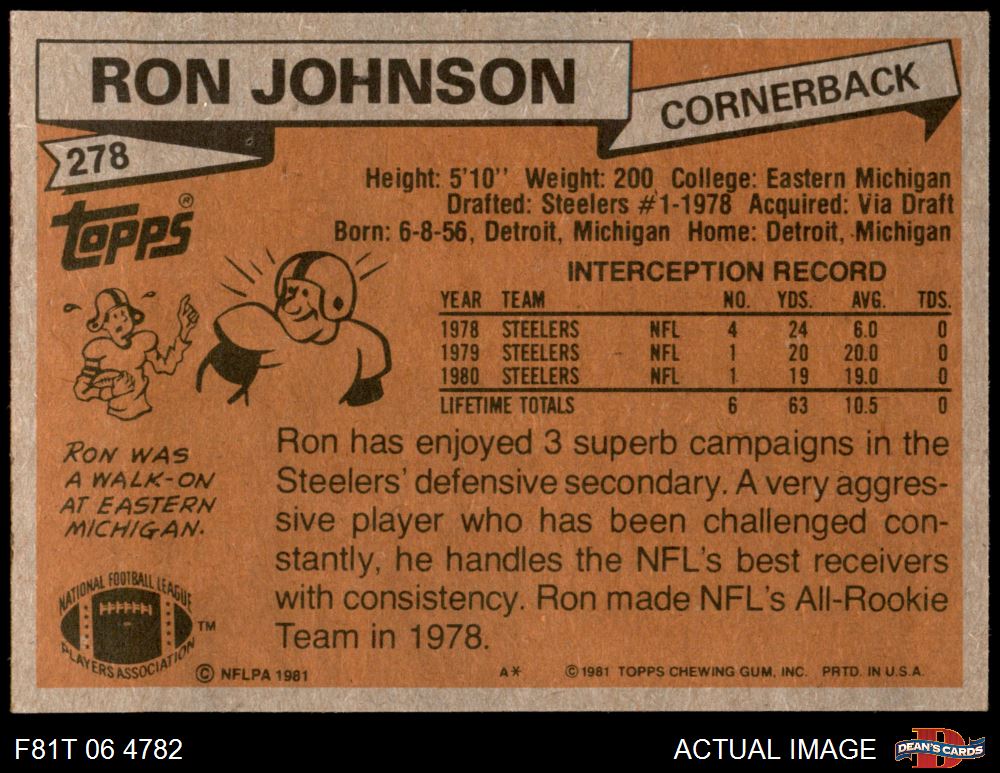 RON JOHNSON
CORNERBACK
278
topps®
Height: 5'10'' Weight: 200 College: Eastern Michigan
Drafted: Steelers #1-1978 Acquired: Via Draft
Born: 6-8-56, Detroit, Michigan Home: Detroit, Michigan
INTERCEPTION RECORD
YEAR TEAM NO. YDS. AVG. TDS.
1978 STEELERS NFL 4 24 6.0 0
1979 STEELERS NFL 1 20 20.0 0
1980 STEELERS NFL 1 19 19.0 0
LIFETIME TOTALS 6 63 10.5 0
RON WAS
A WALK-ON
AT EASTERN
MICHIGAN.
Ron has enjoyed 3 superb campaigns in the
Steelers' defensive secondary. A very aggres-
sive player who has been challenged con-
stantly, he handles the NFL's best receivers
with consistency. Ron made NFL's All-Rookie
Team in 1978.
NATIONAL FOOTBALL LEAGUE
PLAYERS ASSOCIATION
TM
© NFLPA 1981
A*
© 1981 TOPPS CHEWING GUM, INC. PRTD. IN U.S.A.
F81T 06 4782
ACTUAL IMAGE
D
DEAN'S CARDS